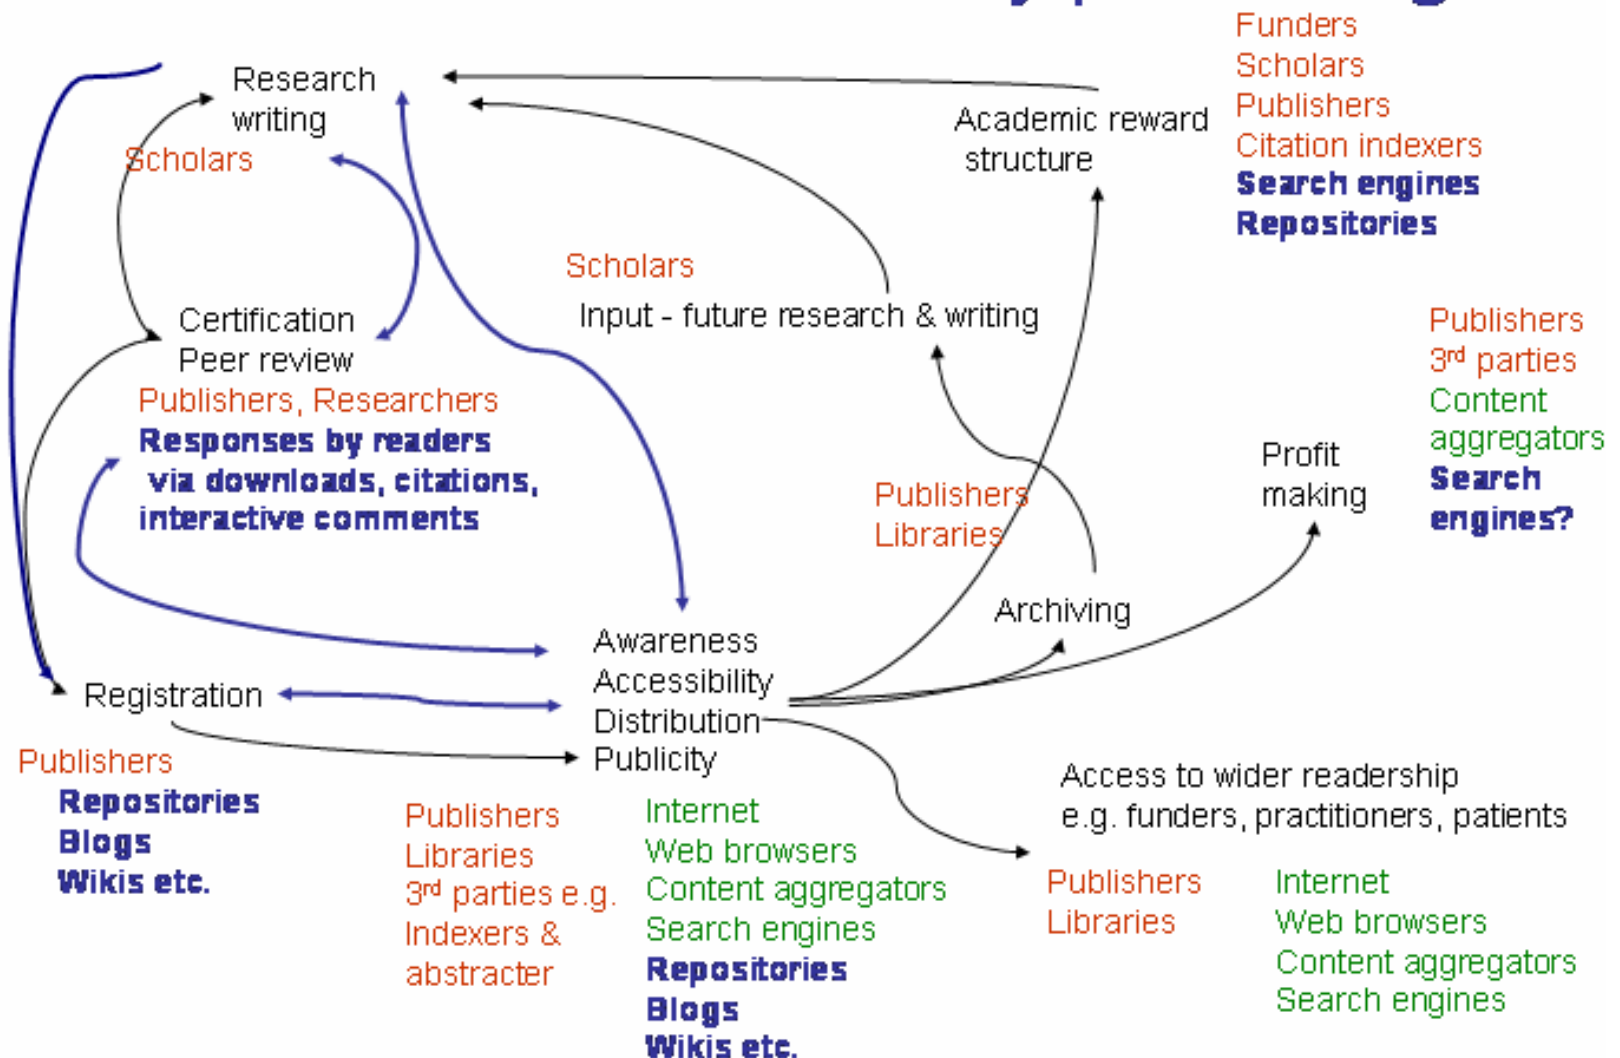 Funders
Scholars
Publishers
Citation indexers
Search engines
Repositories
Research
writing
Scholars
Academic reward
structure
Scholars
Input - future research & writing
Certification
Peer review
Publishers, Researchers
Responses by readers
via downloads, citations,
interactive comments
Publishers
3rd parties
Content
aggregators
Search
engines?
Profit
making
Publishers
Libraries
Archiving
Awareness
Accessibility
Distribution
Publicity
Registration
Publishers
Repositories
Blogs
Wikis etc.
Publishers
Libraries
3rd parties e.g.
Indexers &
abstracter
Internet
Web browsers
Content aggregators
Search engines
Repositories
Blogs
Wikis etc.
Access to wider readership
e.g. funders, practitioners, patients
Publishers
Libraries
Internet
Web browsers
Content aggregators
Search engines